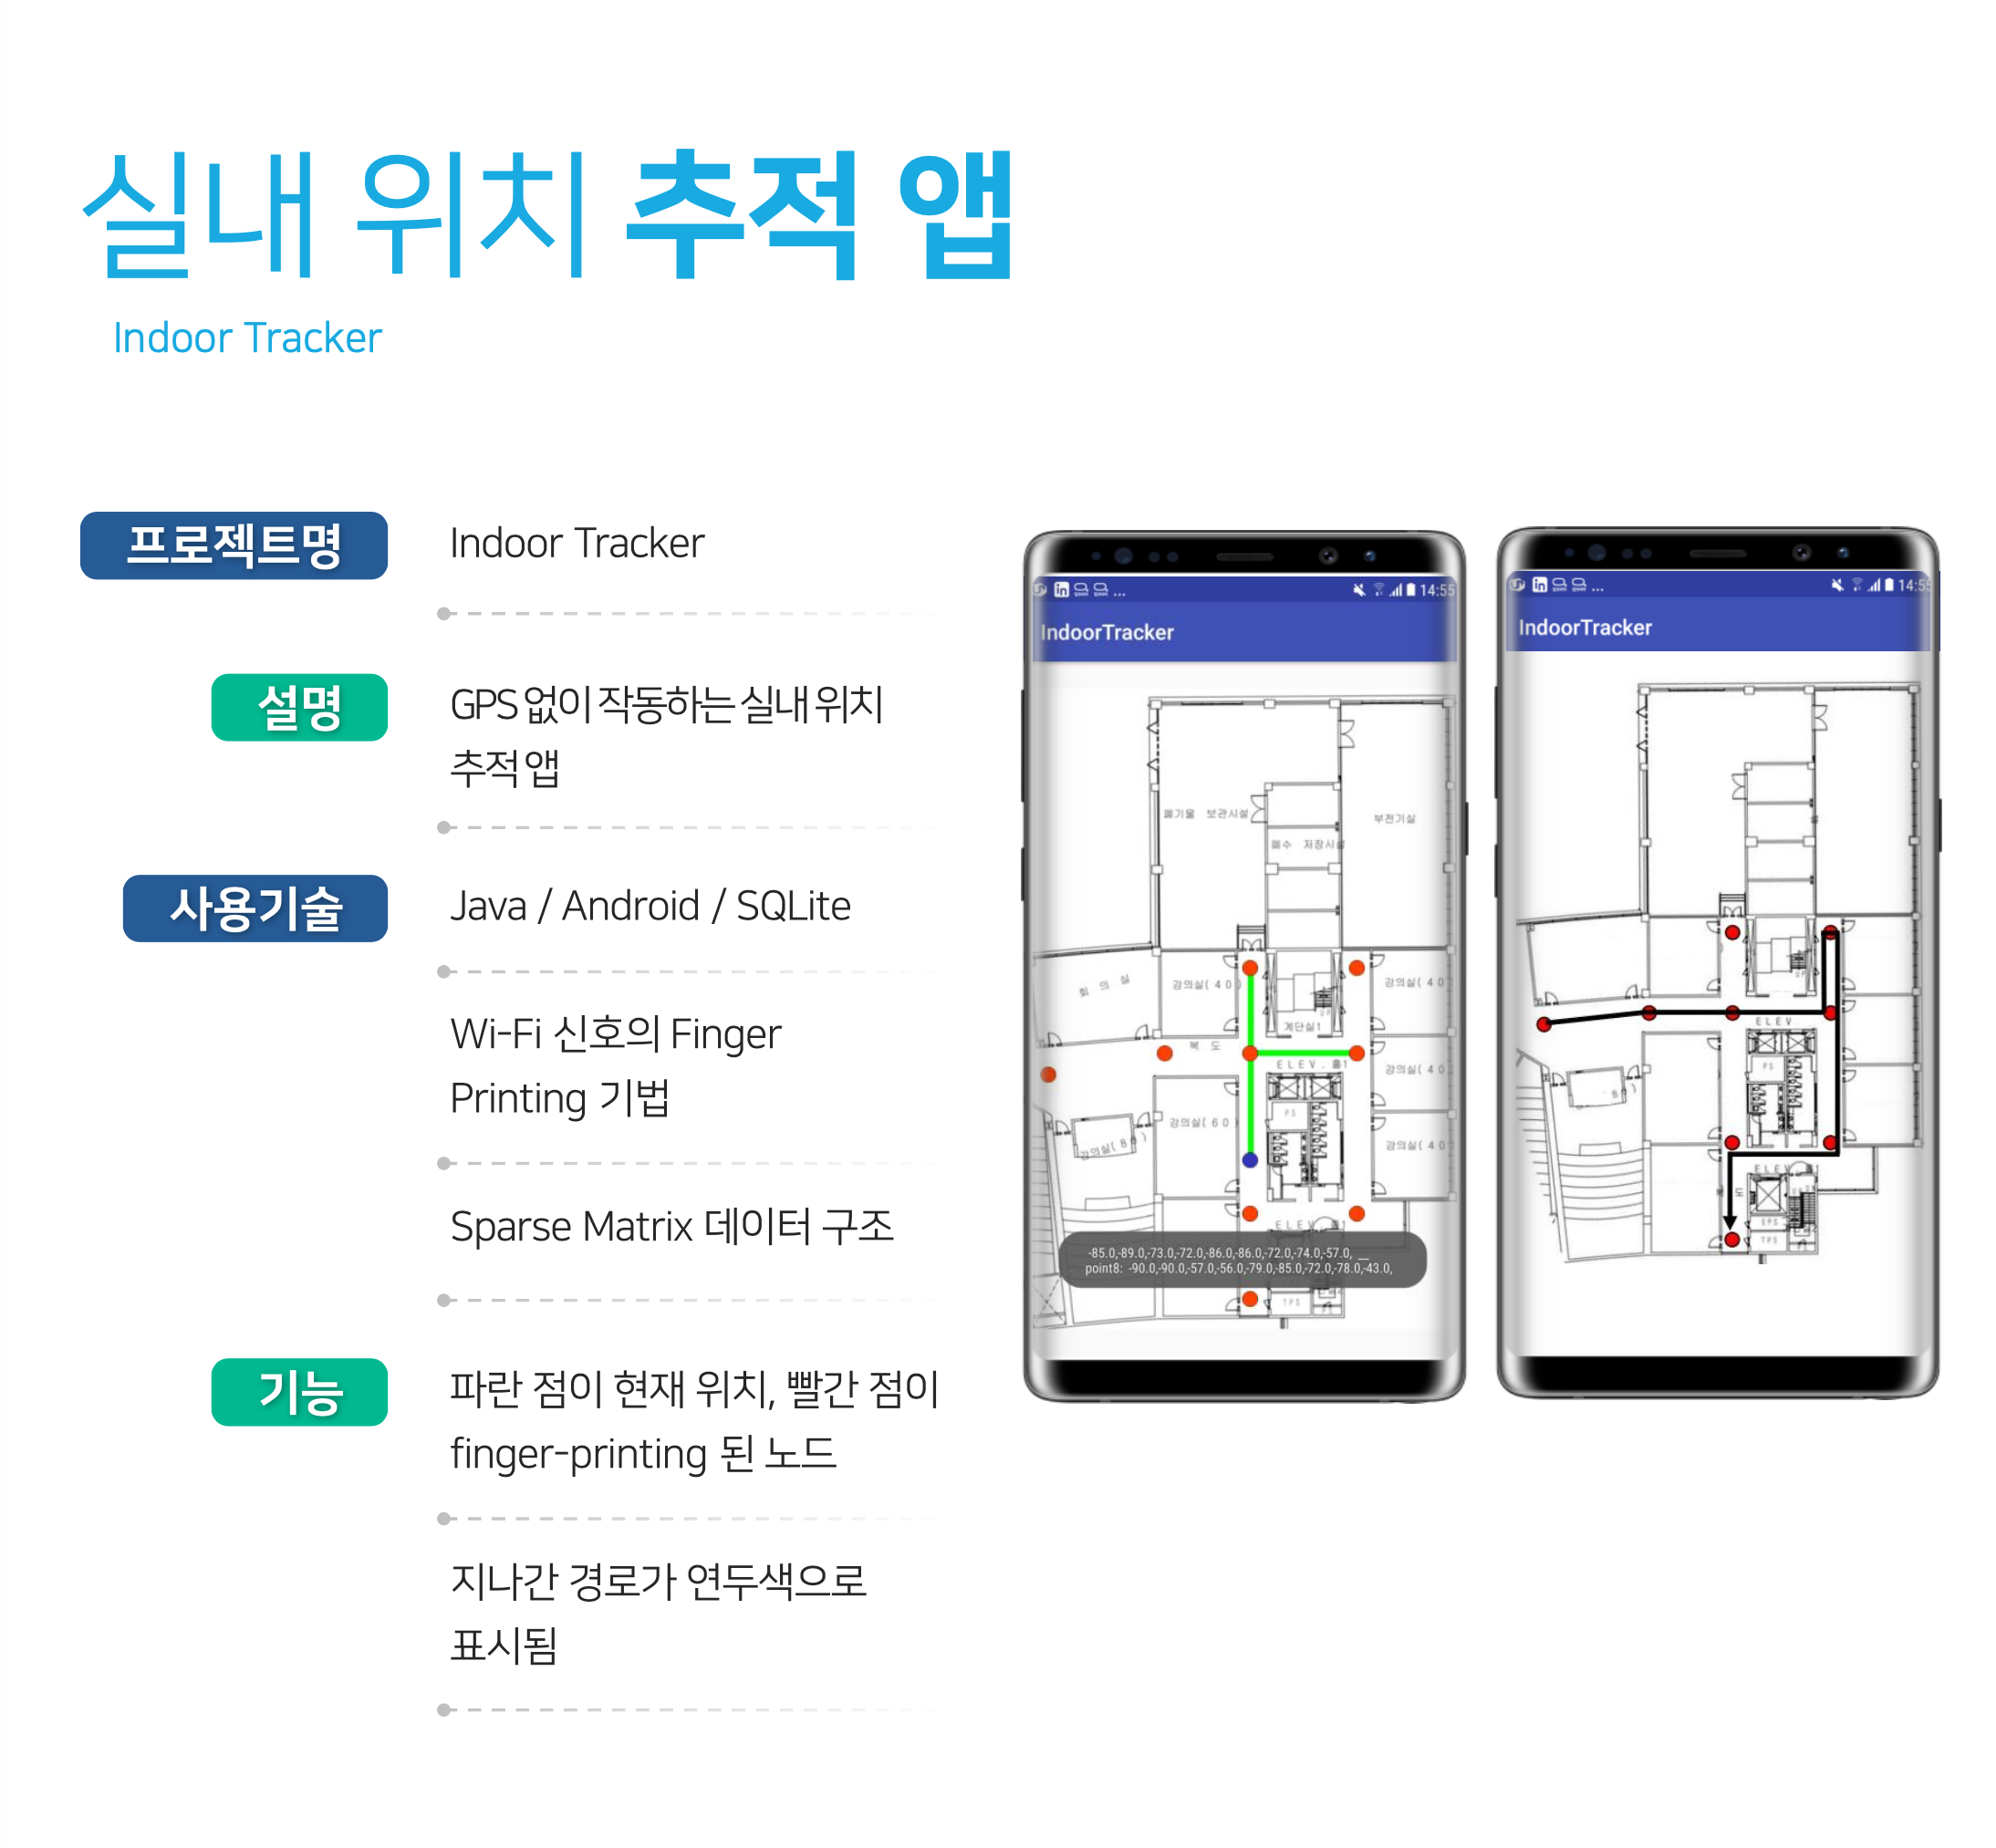 실내 위치 추적 앱
Indoor Tracker
프로젝트명
Indoor Tracker
설명
GPS 없이 작동하는 실내 위치
추적 앱
사용기술
Java / Android / SQLite
Wi-Fi 신호의 Finger
Printing 기법
Sparse Matrix 데이터 구조
기능
파란 점이 현재 위치, 빨간 점이
finger-printing 된 노드
지나간 경로가 연두색으로
표시됨
14:55
IndoorTracker
폐기물 보관시설
부전기실
폐수 저장시설
회 의 실
강의실(40)
강의실(40
계단실1
복 도
ELEV.홀1
강의실(40
PS
강의실(60)
강의실(80)
강의실(40
ELEV
-85.0,-89.0,-73.0,-72.0,-86.0,-86.0,-72.0,-74.0,-57.0, __
point8: -90.0,-90.0,-57.0,-56.0,-79.0,-85.0,-72.0,-78.0,-43.0,
TPS
14:55
IndoorTracker
ELEV
PS
ELEV
EPS
TPS